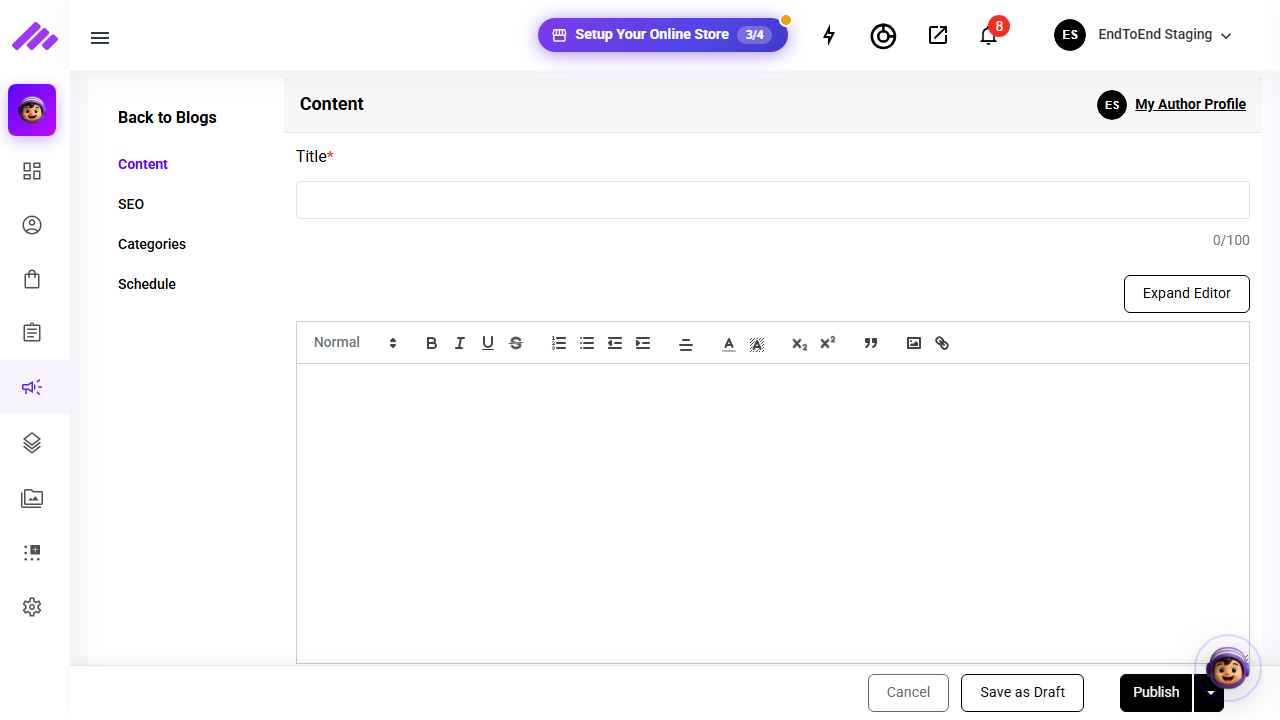 Setup Your Online Store 3/4
8
ES EndToEnd Staging
Back to Blogs
Content
SEO
Categories
Schedule
Content
ES My Author Profile
Title*
0/100
Expand Editor
Normal
Cancel
Save as Draft
Publish